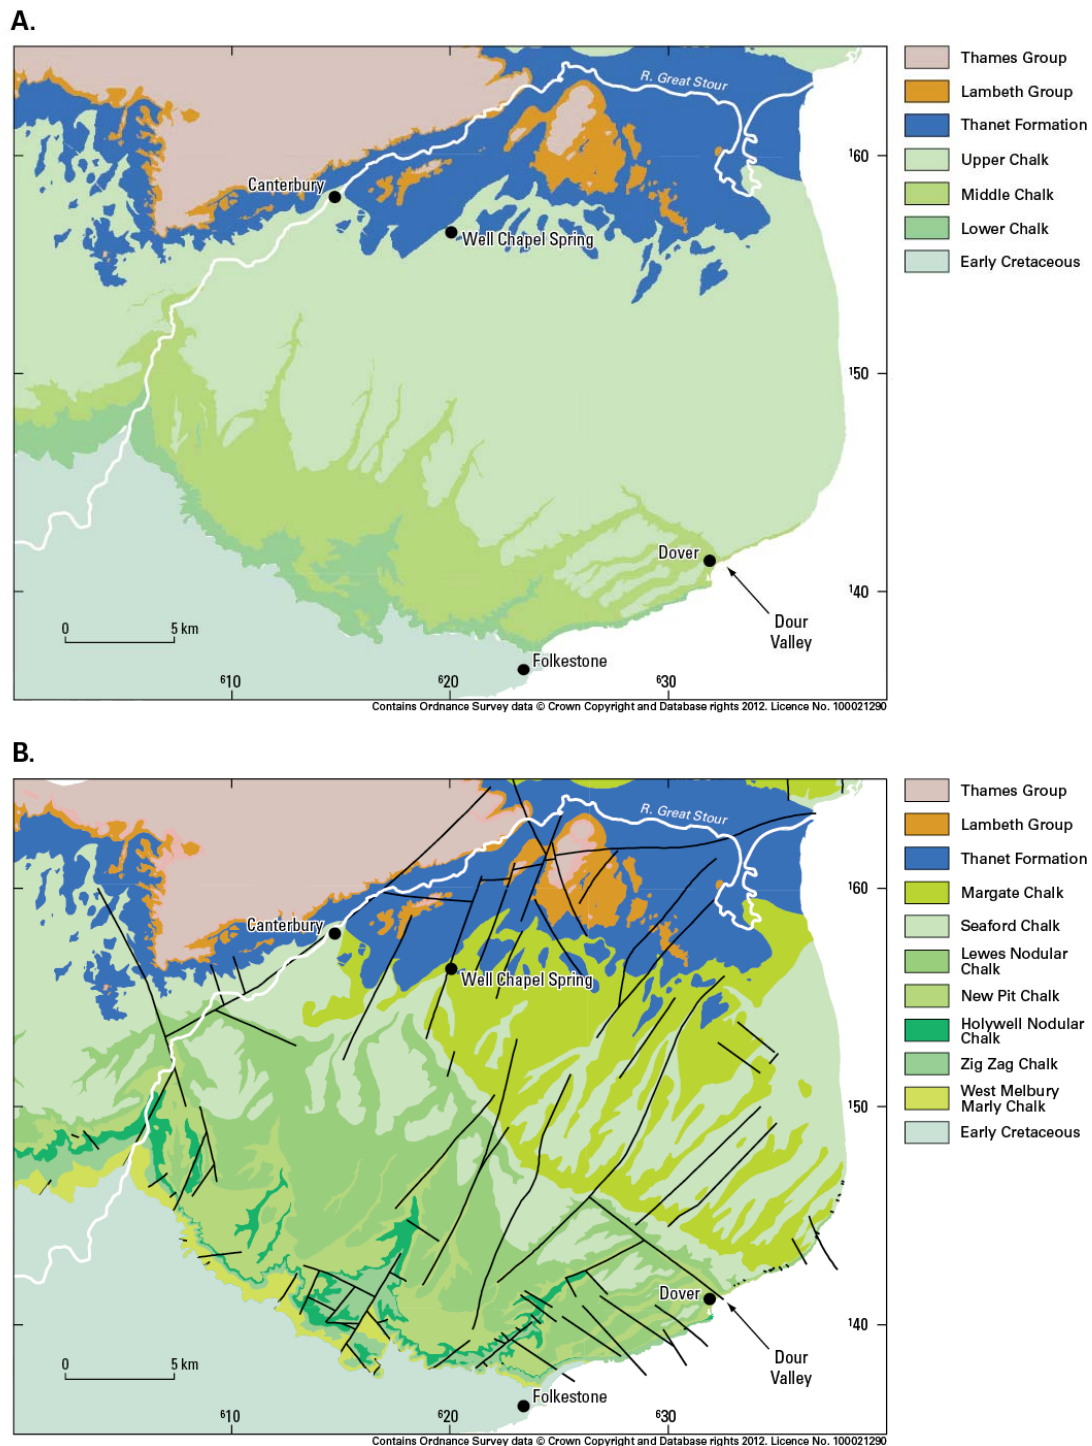 A.
R. Great Stour
Canterbury
Well Chapel Spring
Dover
Dour
Valley
Folkestone
160
150
140
0 5 km
610 620 630
Contains Ordnance Survey data © Crown Copyright and Database rights 2012. Licence No. 100021290
Thames Group
Lambeth Group
Thanet Formation
Upper Chalk
Middle Chalk
Lower Chalk
Early Cretaceous
B.
R. Great Stour
Canterbury
Well Chapel Spring
Dover
Dour
Valley
Folkestone
160
150
140
0 5 km
610 620 630
Contains Ordnance Survey data © Crown Copyright and Database rights 2012. Licence No. 100021290
Thames Group
Lambeth Group
Thanet Formation
Margate Chalk
Seaford Chalk
Lewes Nodular
Chalk
New Pit Chalk
Holywell Nodular
Chalk
Zig Zag Chalk
West Melbury
Marly Chalk
Early Cretaceous